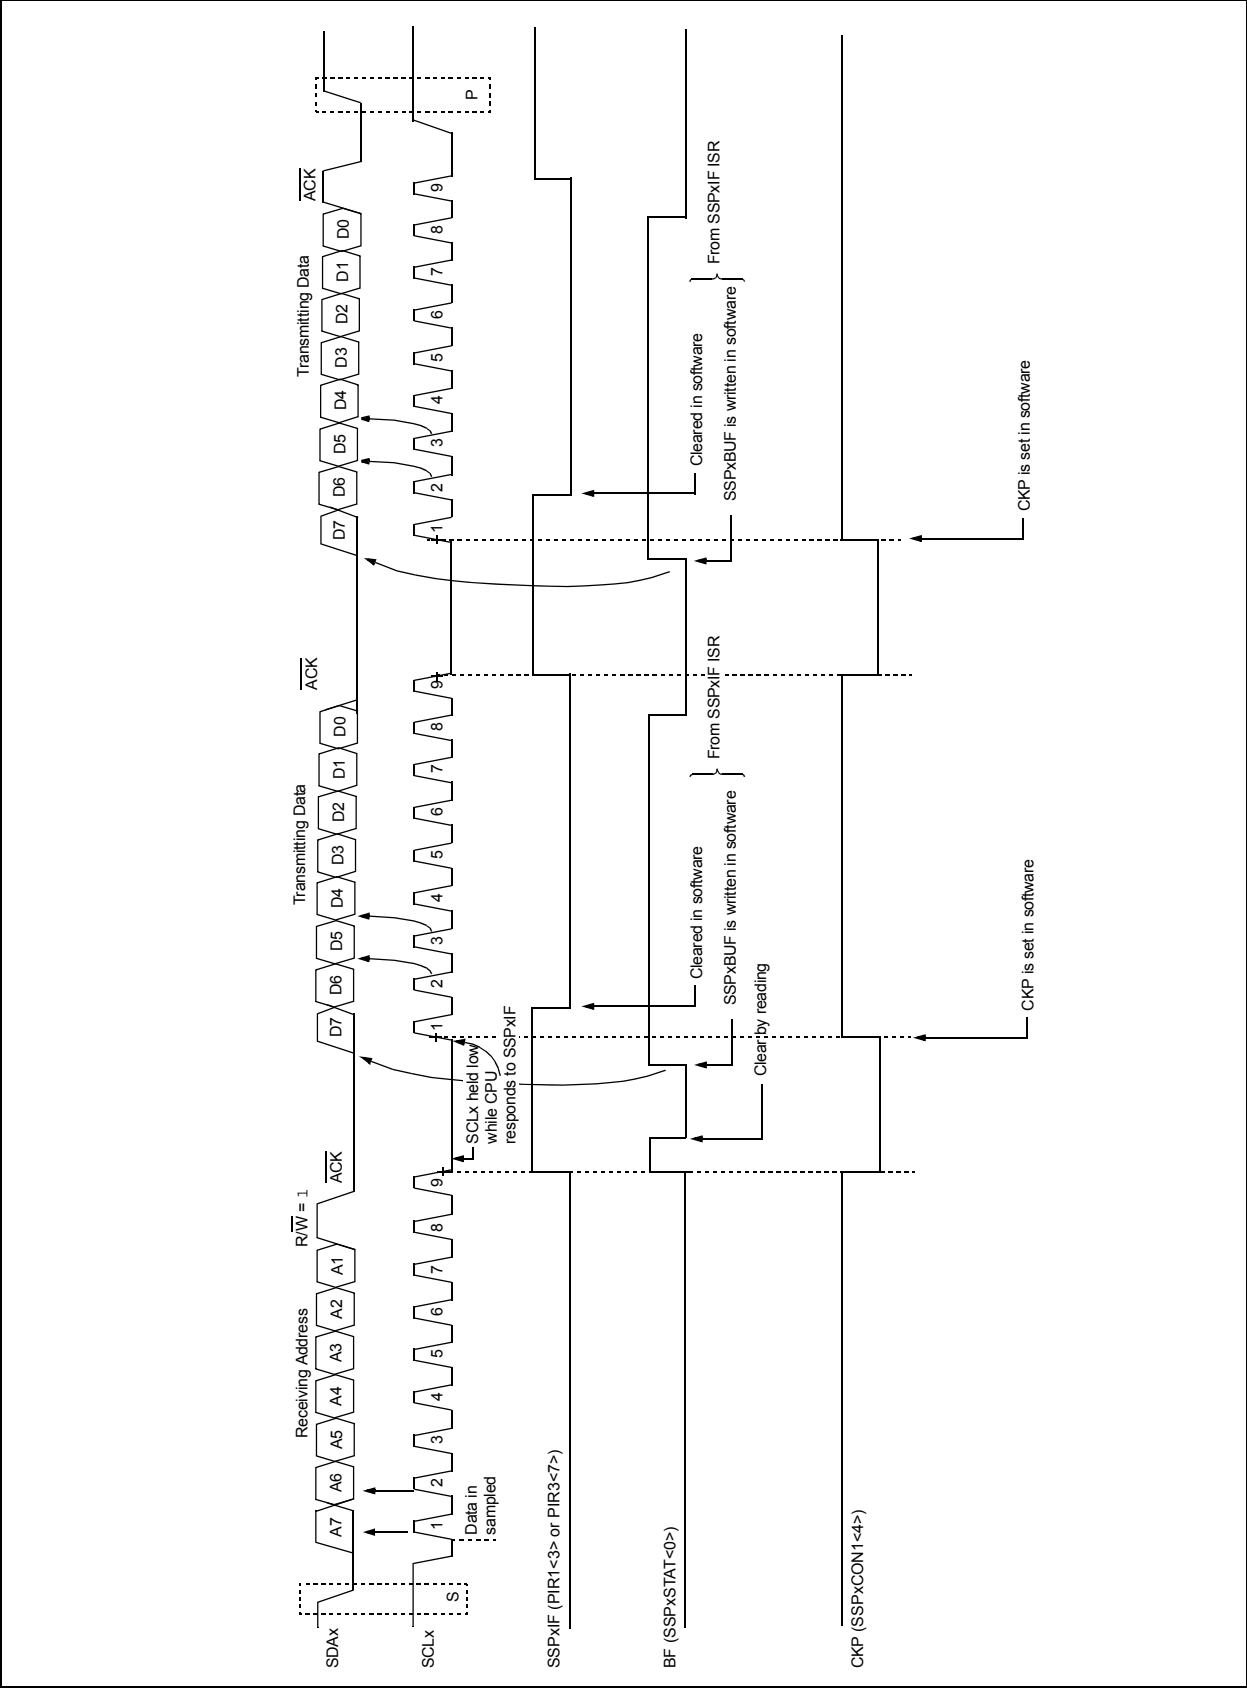 Receiving Address
R/W = 1
ACK
Transmitting Data
ACK
Transmitting Data
ACK
SDAx
A7 A6 A5 A4 A3 A2 A1
D7 D6 D5 D4 D3 D2 D1 D0
D7 D6 D5 D4 D3 D2 D1 D0
SCLx
1 2 3 4 5 6 7 8 9
1 2 3 4 5 6 7 8 9
1 2 3 4 5 6 7 8 9
S
P
Data in
sampled
SCLx held low
while CPU
responds to SSPxIF
SSPxIF (PIR1<3> or PIR3<7>)
BF (SSPxSTAT<0>)
Cleared in software
From SSPxIF ISR
SSPxBUF is written in software
Clear by reading
Cleared in software
From SSPxIF ISR
SSPxBUF is written in software
CKP (SSPxCON1<4>)
CKP is set in software
CKP is set in software